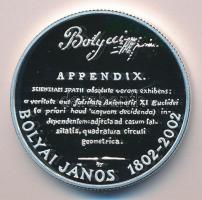 Bolyai
APPENDIX.
SCIENTIAM SPATII absolute veram exhibens:
a veritate aut falsitate Axiomatis XI Euclidei
(a priori haud unquam decidenda) in-
dependentem: adjecta ad casum fal-
sitatis, quadratura circuli
geometrica.
BOLYAI JÁNOS 1802-2002